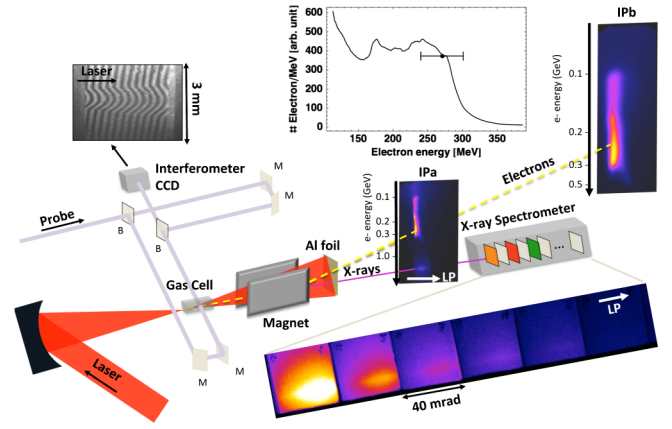 IPb
e- energy (GeV)
0.1
0.2
0.3
0.5
# Electron/MeV [arb. unit]
600
500
400
300
200
100
0
150
200
250
300
350
Electron energy [MeV]
Laser
3 mm
Interferometer
CCD
M
M
Probe
B
B
Electrons
IPa
e- energy (GeV)
0.1
0.2
0.3
1.0
LP
X-ray Spectrometer
...
Al foil
X-rays
Gas Cell
Magnet
Laser
M
M
LP
40 mrad